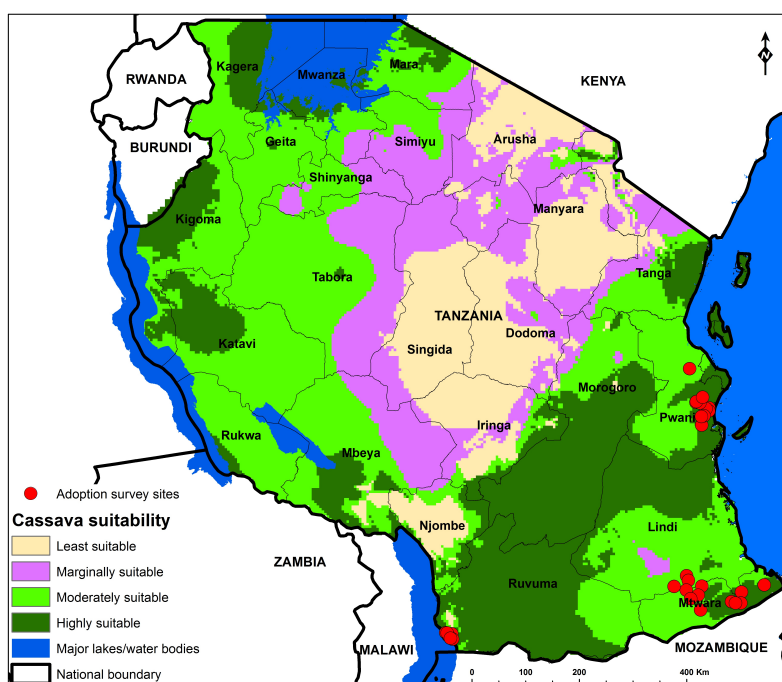 RWANDA
BURUNDI
KENYA
N
Kagera
Mwanza
Mara
Geita
Simiyu
Arusha
Shinyanga
Kigoma
Manyara
Tabora
Tanga
TANZANIA
Dodoma
Singida
Katavi
Morogoro
Pwani
Iringa
Rukwa
Mbeya
Njombe
Lindi
Ruvuma
Mtwara
ZAMBIA
MALAWI
MOZAMBIQUE
Adoption survey sites
Cassava suitability
Least suitable
Marginally suitable
Moderately suitable
Highly suitable
Major lakes/water bodies
National boundary
0 100 200 400 Km